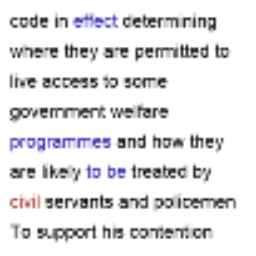 code in effect determining
where they are permitted to
live access to some
government welfare
programmes and how they
are likely to be treated by
civil servants and policemen
To support his contention